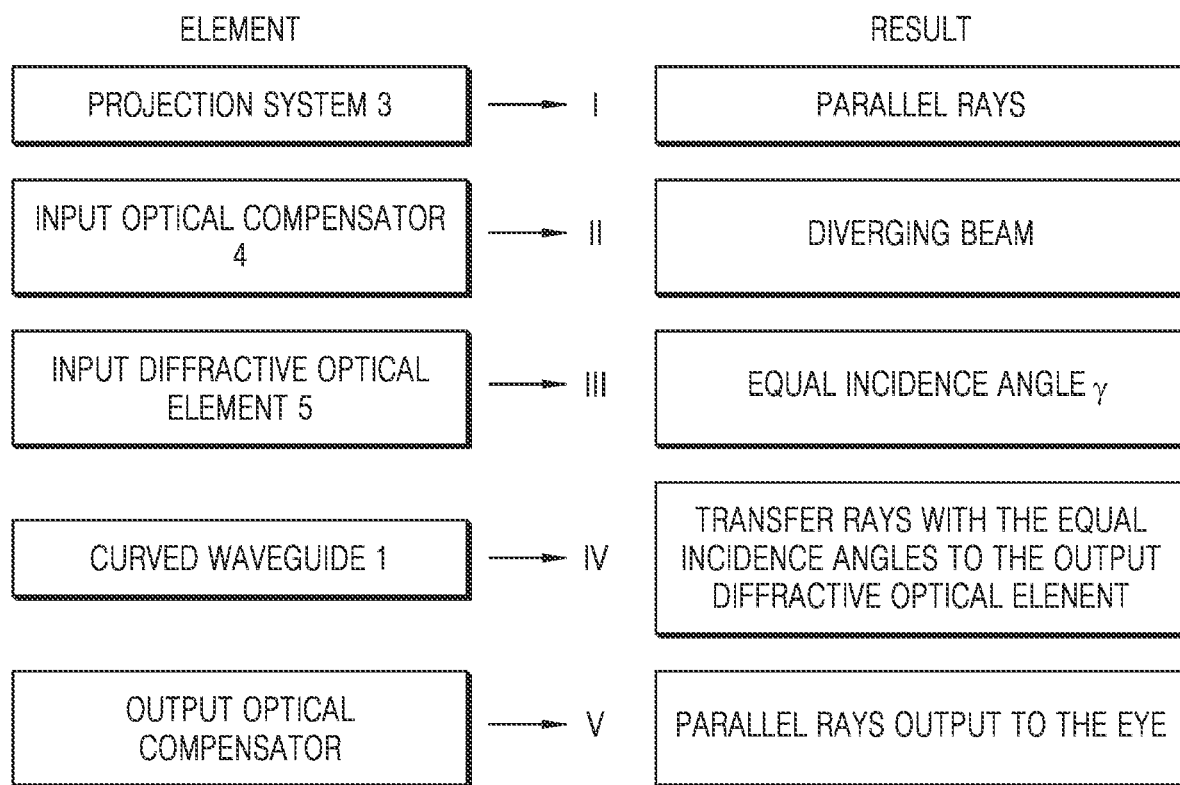 ELEMENT
RESULT
PROJECTION SYSTEM 3
I
PARALLEL RAYS
INPUT OPTICAL COMPENSATOR
4
II
DIVERGING BEAM
INPUT DIFFRACTIVE OPTICAL
ELEMENT 5
III
EQUAL INCIDENCE ANGLE γ
CURVED WAVEGUIDE 1
IV
TRANSFER RAYS WITH THE EQUAL
INCIDENCE ANGLES TO THE OUTPUT
DIFFRACTIVE OPTICAL ELENENT
OUTPUT OPTICAL
COMPENSATOR
V
PARALLEL RAYS OUTPUT TO THE EYE